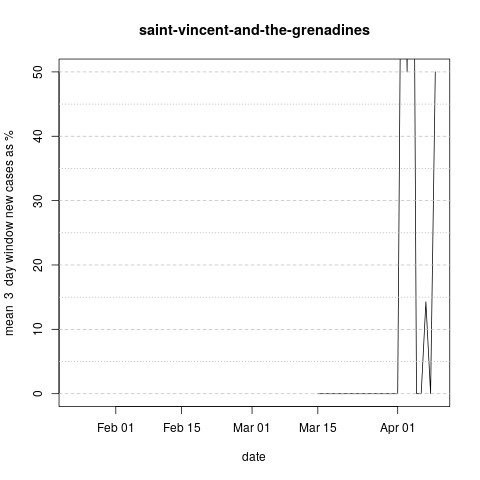 saint-vincent-and-the-grenadines
mean  3  day window new cases as %
50
40
30
20
10
0
Feb 01
Feb 15
Mar 01
Mar 15
Apr 01
date